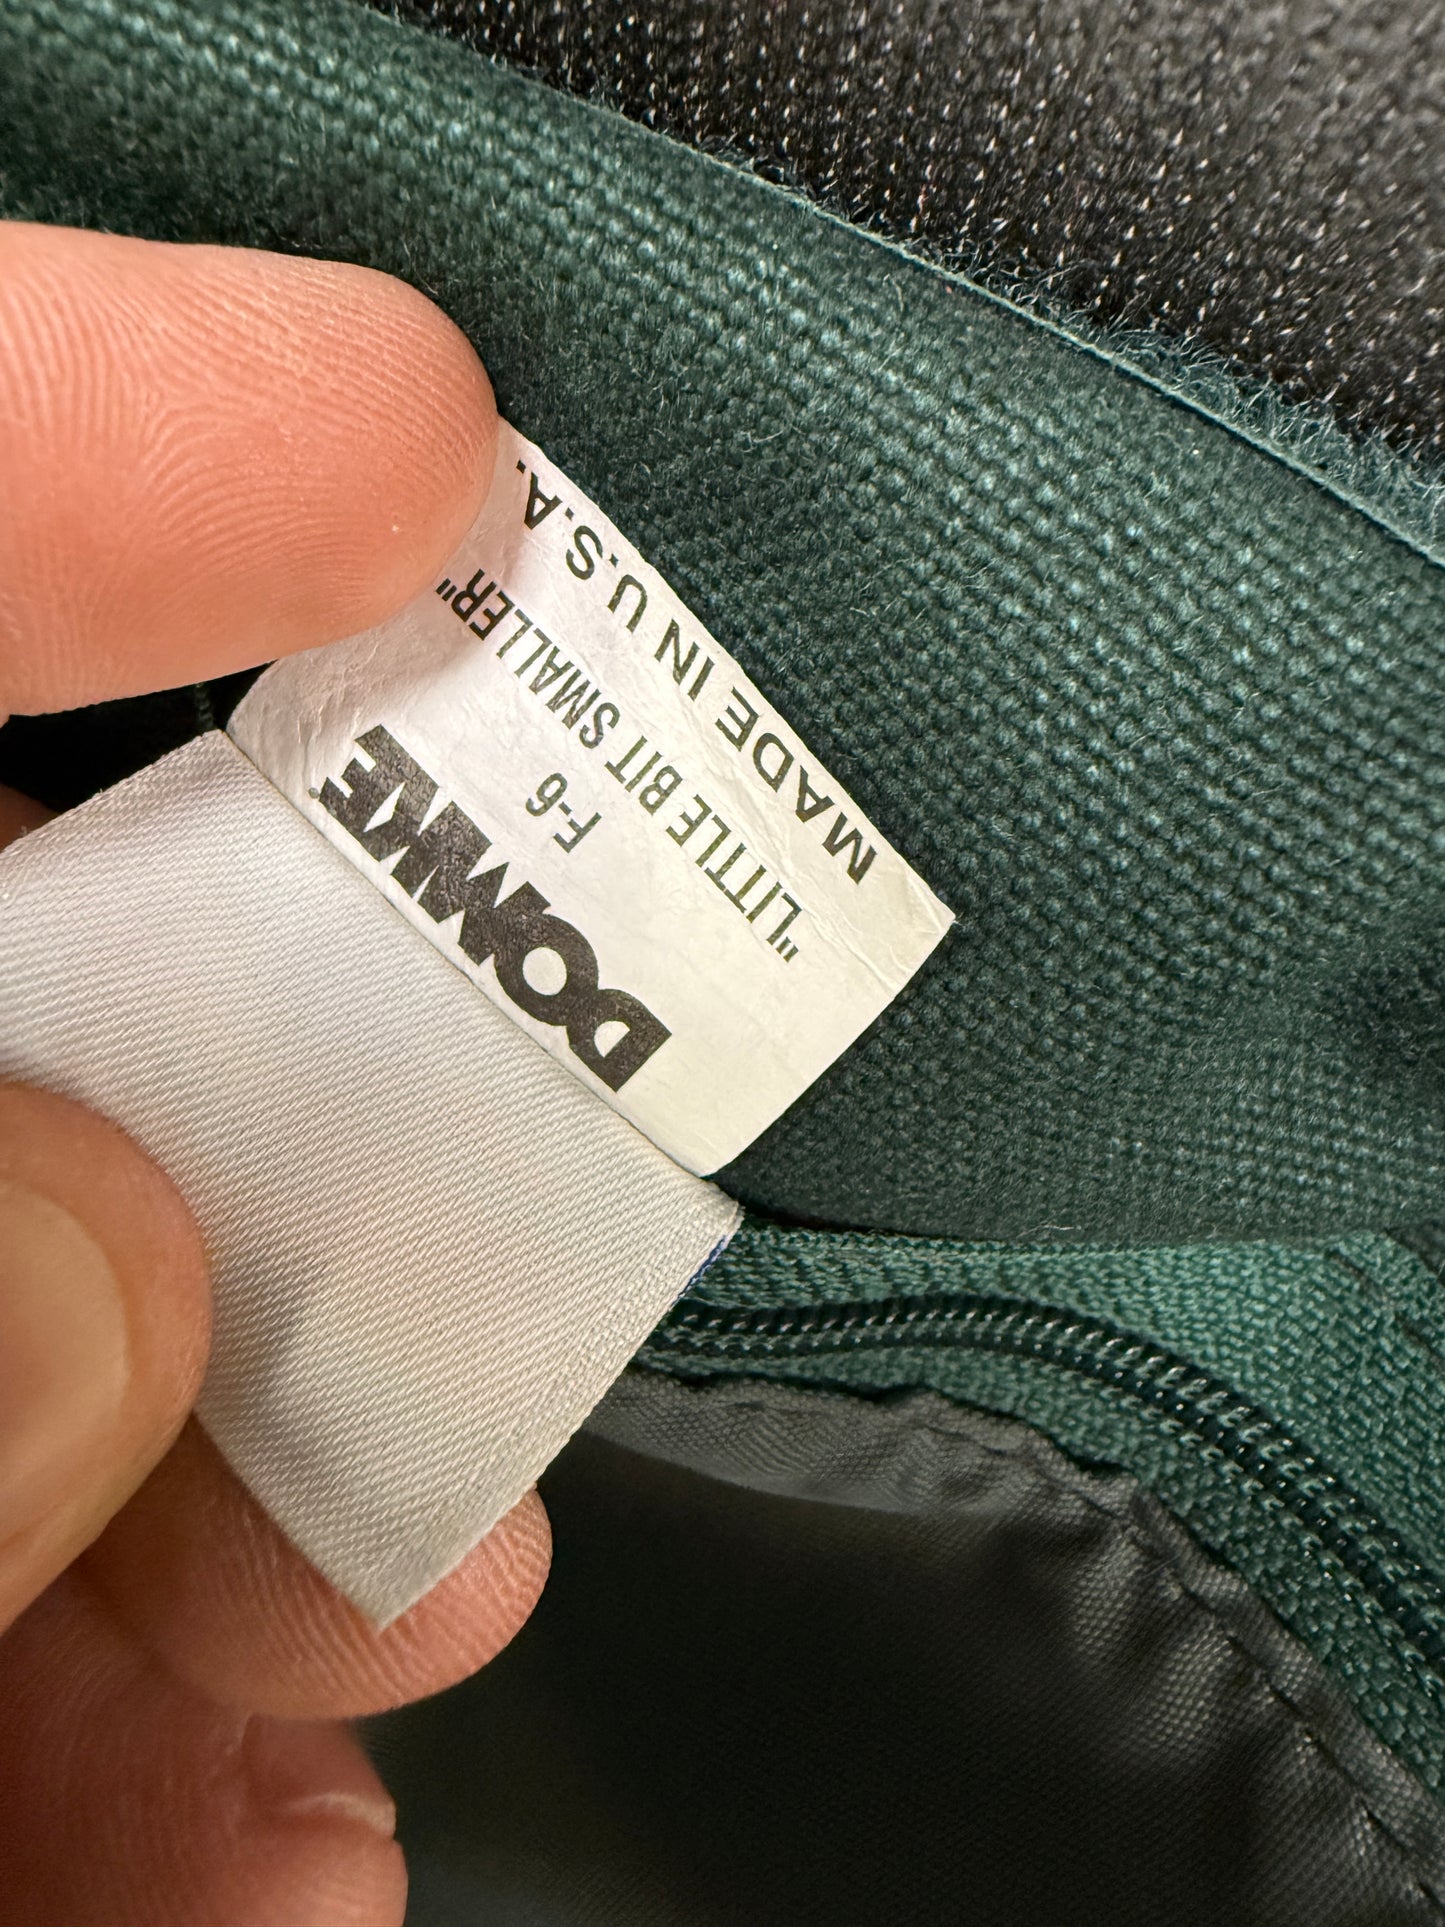 DOMKE®
F-6
"LITTLE BIT SMALLER"
MADE IN U.S.A.